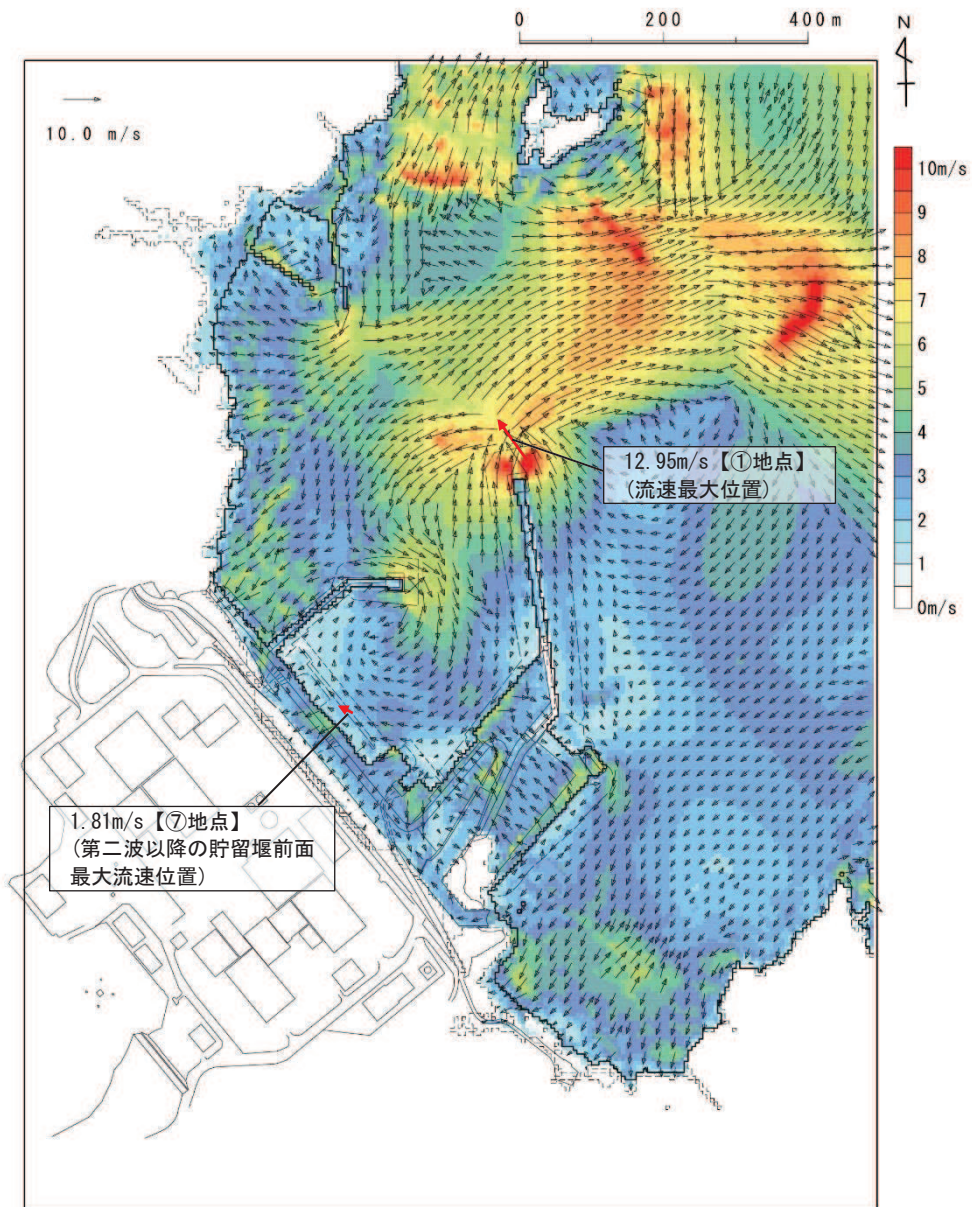 0 200 400m
N
10.0 m/s
10m/s
9
8
7
6
5
4
3
2
1
0m/s
12.95m/s【①地点】
(流速最大位置)
1.81m/s【⑦地点】
(第二波以降の貯留堰前面
最大流速位置)